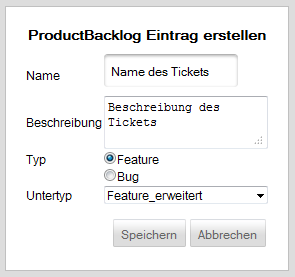 ProductBacklog Eintrag erstellen
Name Name des Tickets
Beschreibung Beschreibung des
Tickets
Typ Feature
Bug
Untertyp Feature_erweitert
Speichern Abbrechen